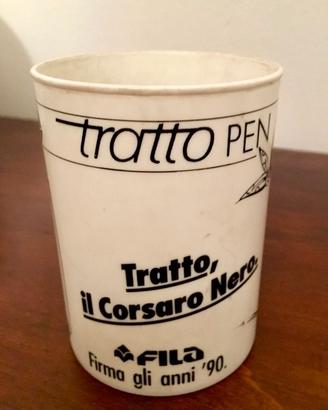 tratto PEN
Tratto,
il Corsaro Nero.
FILA
Firma gli anni '90.